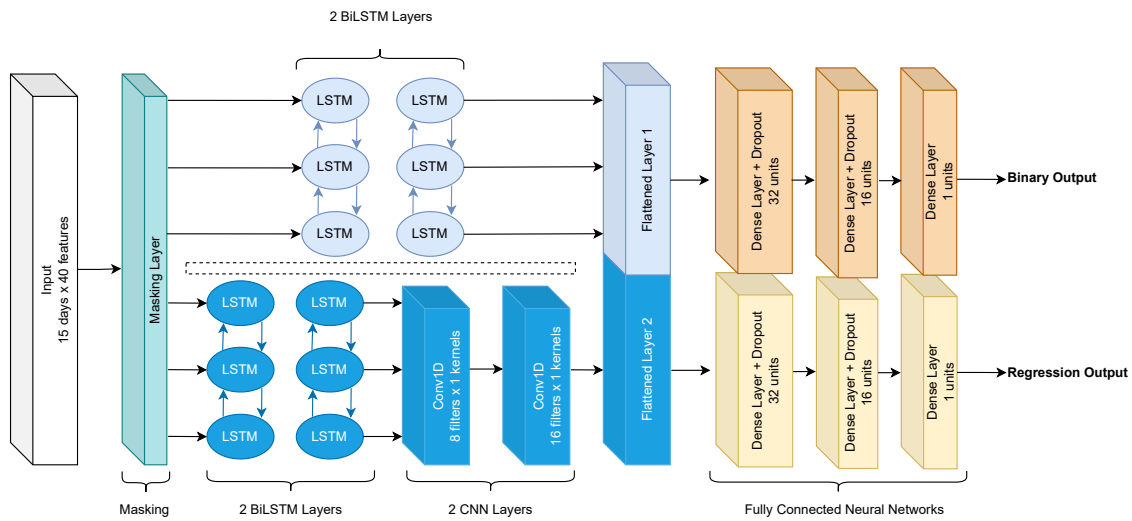 2 BiLSTM Layers
Input
15 days x 40 features
Masking Layer
LSTM
LSTM
LSTM
LSTM
LSTM
LSTM
Flattened Layer 1
Dense Layer + Dropout
32 units
Dense Layer + Dropout
16 units
Dense Layer
1 units
Binary Output
LSTM
LSTM
LSTM
LSTM
LSTM
LSTM
Conv1D
8 filters x 1 kernels
Conv1D
16 filters x 1 kernels
Flattened Layer 2
Dense Layer + Dropout
32 units
Dense Layer + Dropout
16 units
Dense Layer
1 units
Regression Output
Masking
2 BiLSTM Layers
2 CNN Layers
Fully Connected Neural Networks